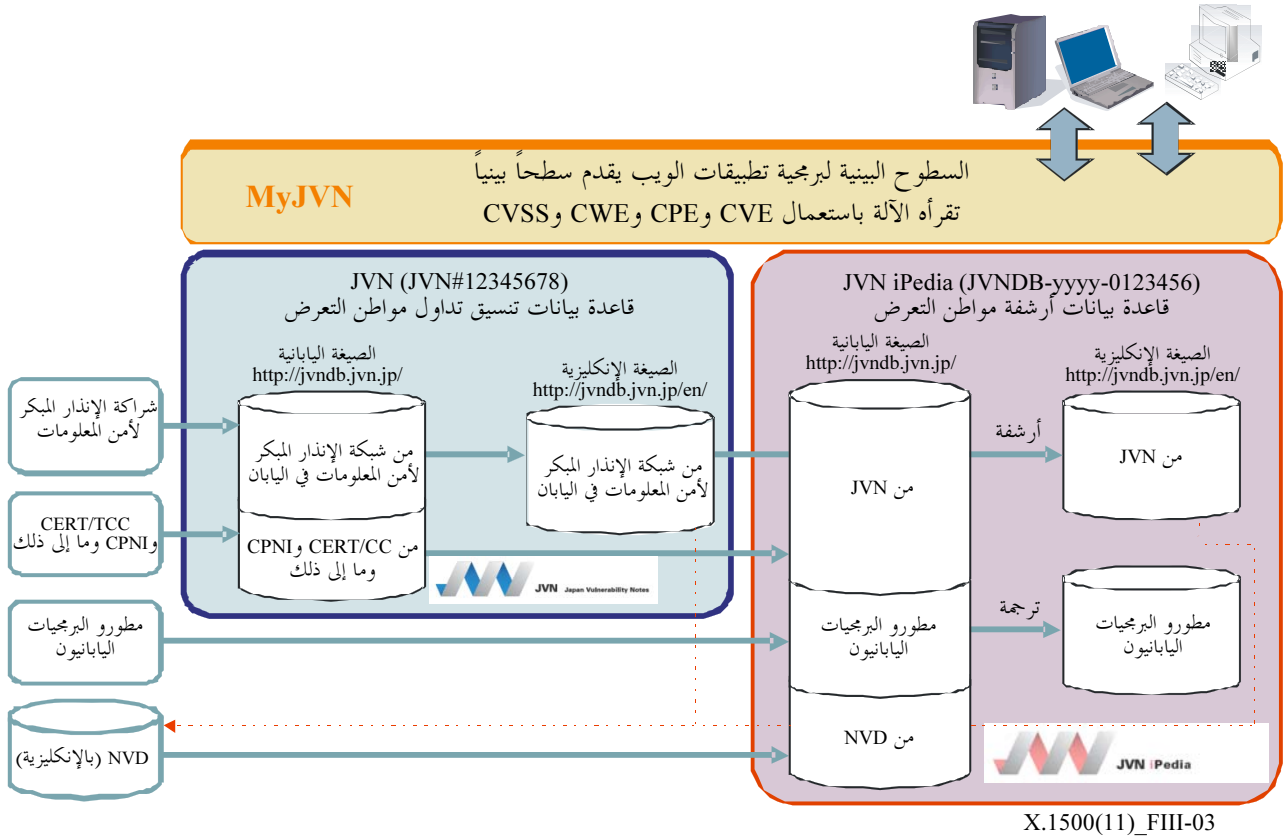 السطوح البينية لبرمجية تطبيقات الويب يقدم سطحاً بينياً
تقرأه الآلة باستعمال CVE وCPE وCWE وCVSS
MyJVN
JVN (JVN#12345678)
قاعدة بيانات تنسيق تداول مواطن التعرض
الصيغة اليابانية
http://jvndb.jvn.jp/
الصيغة الإنكليزية
http://jvndb.jvn.jp/en/
من شبكة الإنذار المبكر
لأمن المعلومات في اليابان
من شبكة الإنذار المبكر
لأمن المعلومات في اليابان
من CERT/CC وCPNI
وما إلى ذلك
JVN Japan Vulnerability Notes
JVN iPedia (JVNDB-yyyy-0123456)
قاعدة بيانات أرشفة مواطن التعرض
الصيغة اليابانية
http://jvndb.jvn.jp/
الصيغة الإنكليزية
http://jvndb.jvn.jp/en/
من JVN
أرشفة
من JVN
مطورو البرمجيات
اليابانيون
ترجمة
مطورو البرمجيات
اليابانيون
من NVD
JVN iPedia
شراكة الإنذار المبكر
لأمن المعلومات
CERT/TCC
وCPNI وما إلى ذلك
مطورو البرمجيات
اليابانيون
NVD (بالإنكليزية)
X.1500(11)_FIII-03